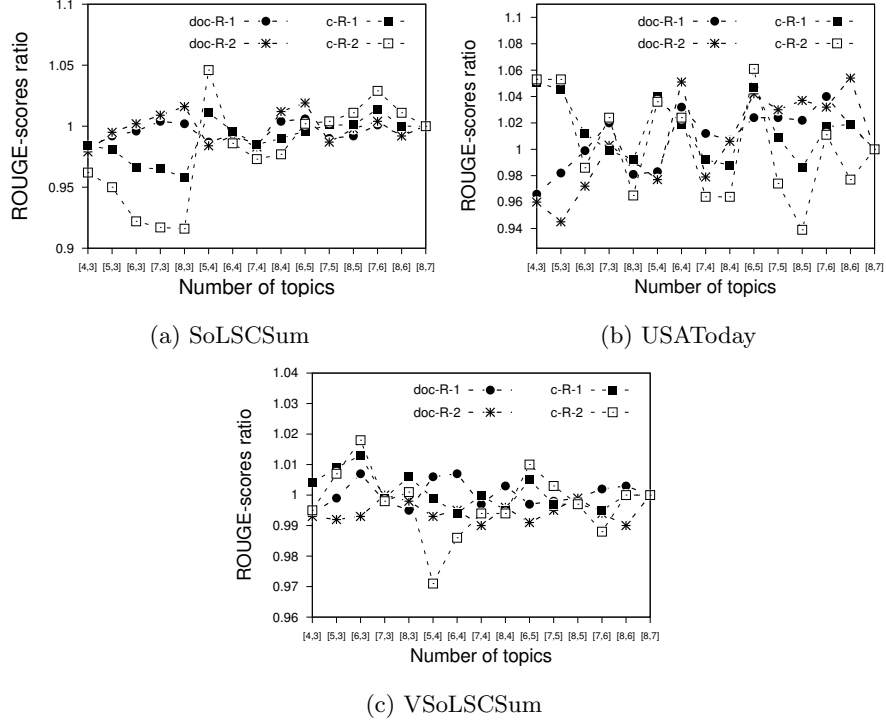 1.1
1.05
1
0.95
0.9
ROUGE-scores ratio
doc-R-1 c-R-1
doc-R-2 c-R-2
[4,3] [5,3] [6,3] [7,3] [8,3] [5,4] [6,4] [7,4] [8,4] [6,5] [7,5] [8,5] [7,6] [8,6] [8,7]
Number of topics
(a) SoLSCSum
1.1
1.08
1.06
1.04
1.02
1
0.98
0.96
0.94
ROUGE-scores ratio
doc-R-1 c-R-1
doc-R-2 c-R-2
[4,3] [5,3] [6,3] [7,3] [8,3] [5,4] [6,4] [7,4] [8,4] [6,5] [7,5] [8,5] [7,6] [8,6] [8,7]
Number of topics
(b) USAToday
1.04
1.03
1.02
1.01
1
0.99
0.98
0.97
0.96
ROUGE-scores ratio
doc-R-1 c-R-1
doc-R-2 c-R-2
[4,3] [5,3] [6,3] [7,3] [8,3] [5,4] [6,4] [7,4] [8,4] [6,5] [7,5] [8,5] [7,6] [8,6] [8,7]
Number of topics
(c) VSoLSCSum